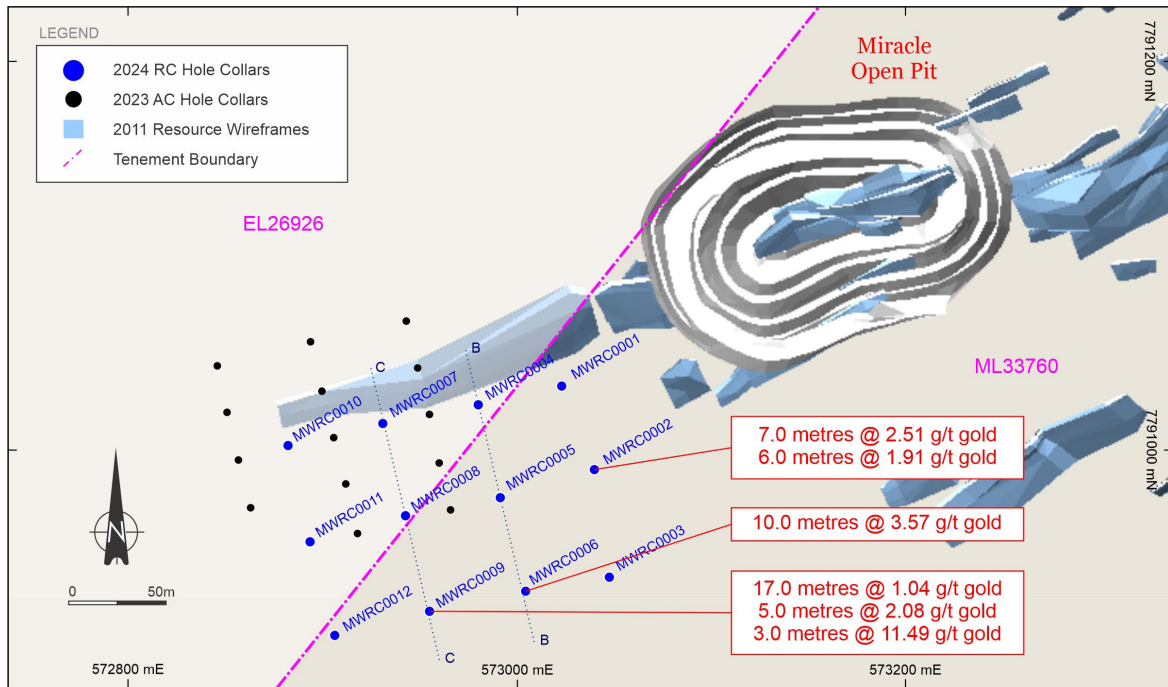 LEGEND
2024 RC Hole Collars
2023 AC Hole Collars
2011 Resource Wireframes
Tenement Boundary
Miracle
Open Pit
7791200 mN
EL26926
ML33760
C
B
MWRC0001
MWRC0004
MWRC0007
MWRC0010
MWRC0002
MWRC0005
MWRC0008
MWRC0011
MWRC0003
MWRC0006
MWRC0009
MWRC0012
7791000 mN
7.0 metres @ 2.51 g/t gold
6.0 metres @ 1.91 g/t gold
10.0 metres @ 3.57 g/t gold
17.0 metres @ 1.04 g/t gold
5.0 metres @ 2.08 g/t gold
3.0 metres @ 11.49 g/t gold
N
0
50m
B
C
572800 mE
573000 mE
573200 mE